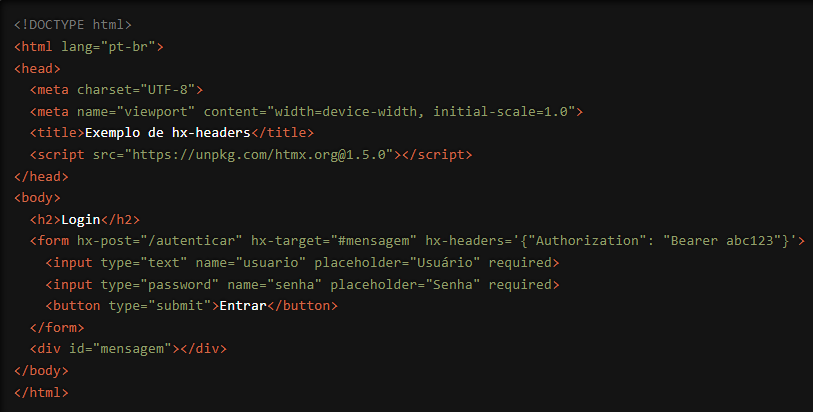 <!DOCTYPE html>
<html lang="pt-br">
<head>
  <meta charset="UTF-8">
  <meta name="viewport" content="width=device-width, initial-scale=1.0">
  <title>Exemplo de hx-headers</title>
  <script src="https://unpkg.com/htmx.org@1.5.0"></script>
</head>
<body>
  <h2>Login</h2>
  <form hx-post="/autenticar" hx-target="#mensagem" hx-headers='{"Authorization": "Bearer abc123"}'>
    <input type="text" name="usuario" placeholder="Usuário" required>
    <input type="password" name="senha" placeholder="Senha" required>
    <button type="submit">Entrar</button>
  </form>
  <div id="mensagem"></div>
</body>
</html>